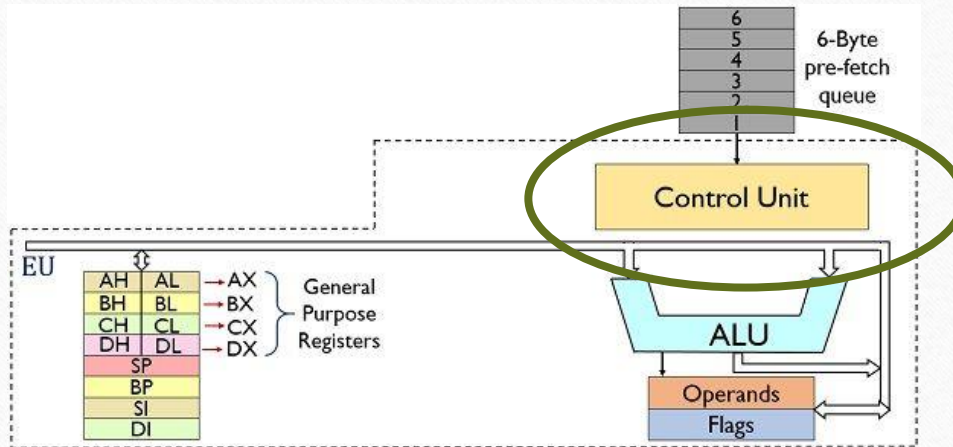 6
5
4
3
2
1
6-Byte
pre-fetch
queue
Control Unit
EU
AH AL AX
BH BL BX
CH CL CX
DH DL DX
General
Purpose
Registers
SP
BP
SI
DI
ALU
Operands
Flags